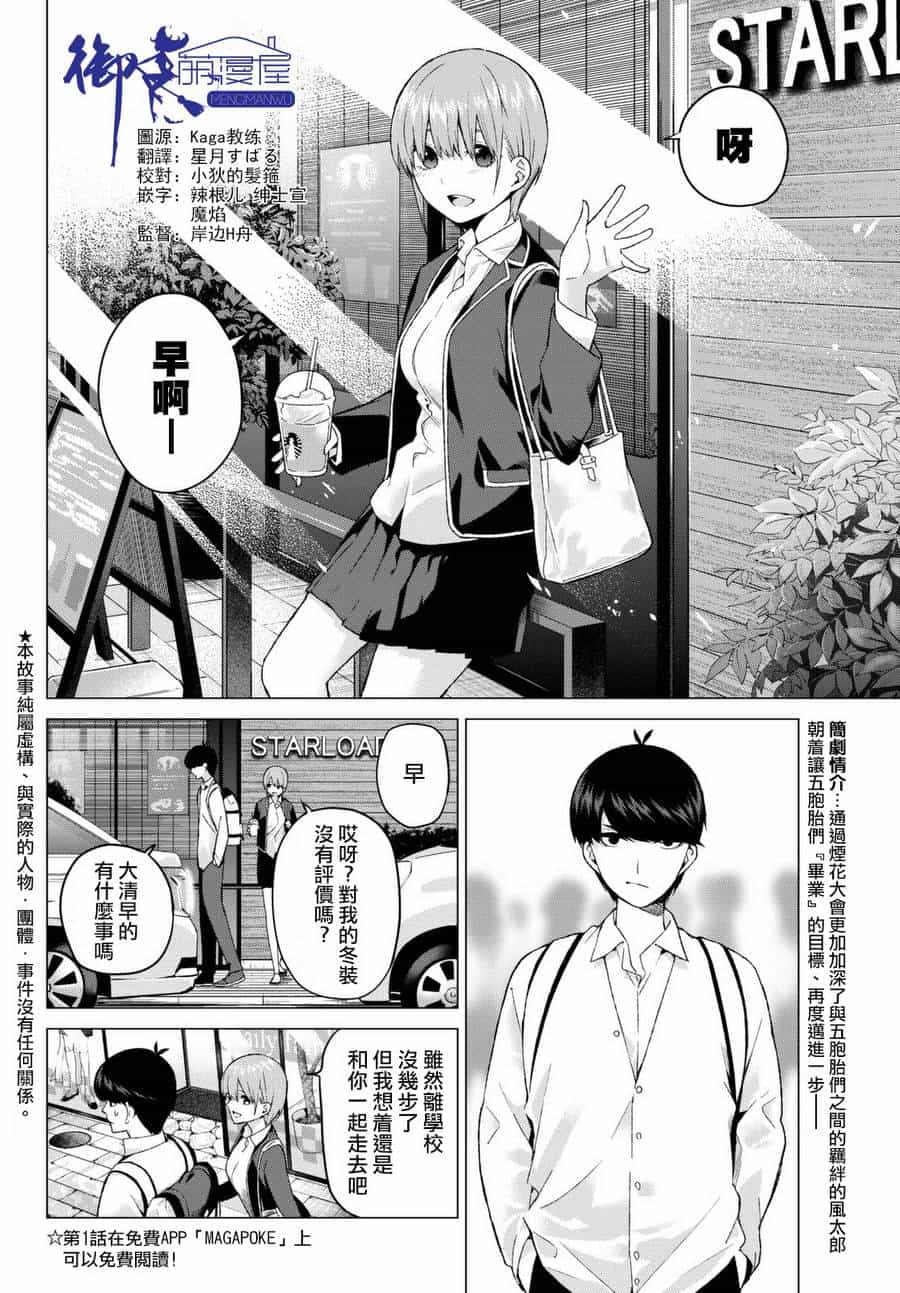 御喜萌漫屋
MENGMANWU
圖源：Kaga教练
翻譯：星月すばる
校對：小狄的髮箍
嵌字：辣根儿 绅士宣
魔焰
監督：岸边H舟
STARL
呀
早啊—
簡劇情介…通過煙花大會更加加深了與五胞胎們之間的羈絆的風太郎
朝着讓五胞胎們『畢業』的目標、再度邁進一步——
STARLOA
早
哎呀？對我的冬裝
沒有評價嗎？
大清早的
有什麼事嗎
雖然離學校
沒幾步了
但我想着還是
和你一起走去吧
★本故事純屬虛構、與實際的人物．團體．事件沒有任何關係。
☆第1話在免費APP「MAGAPOKE」上
可以免費閲讀!